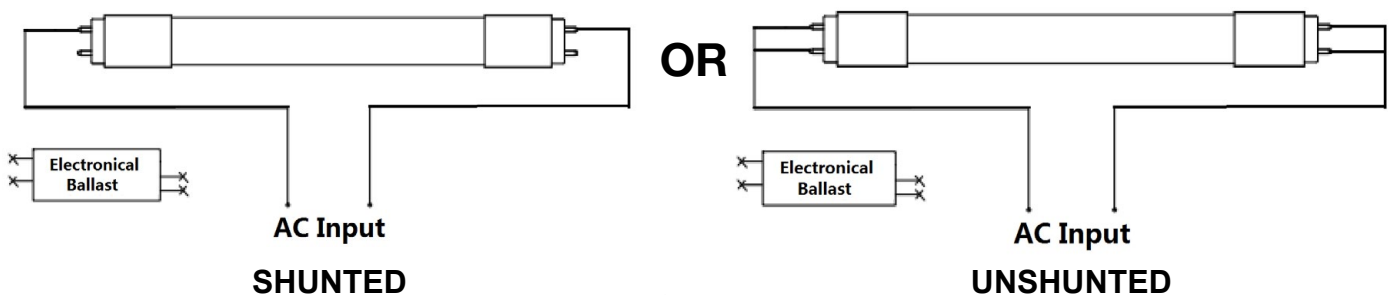 OR
Electronical
Ballast
AC Input
SHUNTED
Electronical
Ballast
AC Input
UNSHUNTED